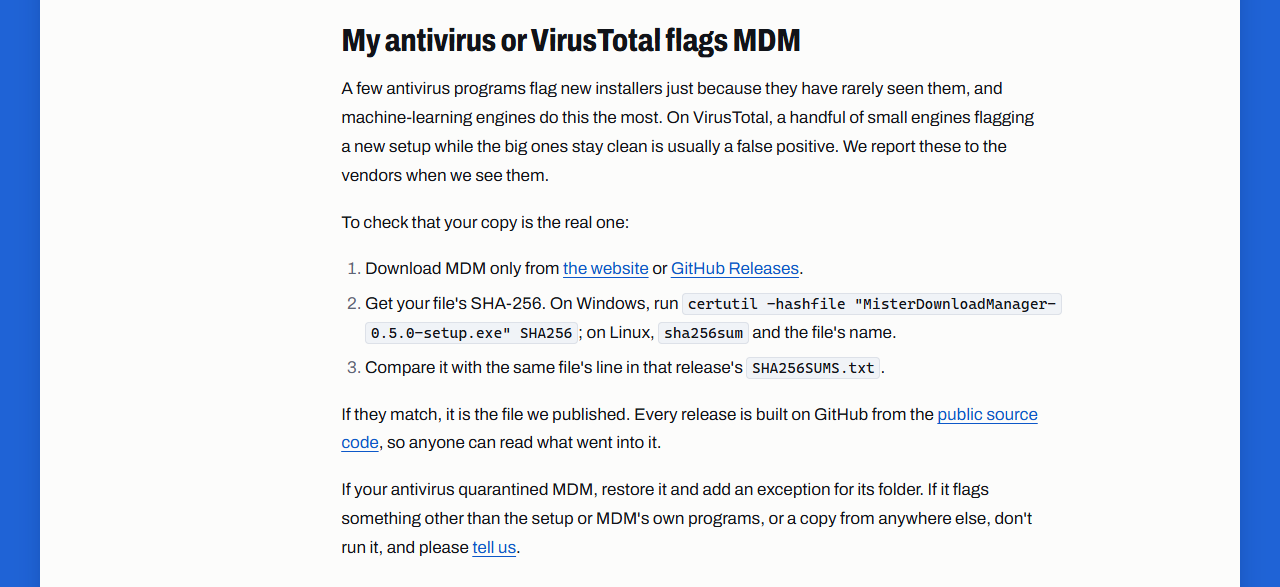 My antivirus or VirusTotal flags MDM
A few antivirus programs flag new installers just because they have rarely seen them, and
machine-learning engines do this the most. On VirusTotal, a handful of small engines flagging
a new setup while the big ones stay clean is usually a false positive. We report these to the
vendors when we see them.
To check that your copy is the real one:
1. Download MDM only from the website or GitHub Releases.
2. Get your file's SHA-256. On Windows, run certutil -hashfile "MisterDownloadManager-
0.5.0-setup.exe" SHA256; on Linux, sha256sum and the file's name.
3. Compare it with the same file's line in that release's SHA256SUMS.txt.
If they match, it is the file we published. Every release is built on GitHub from the public source
code, so anyone can read what went into it.
If your antivirus quarantined MDM, restore it and add an exception for its folder. If it flags
something other than the setup or MDM's own programs, or a copy from anywhere else, don't
run it, and please tell us.